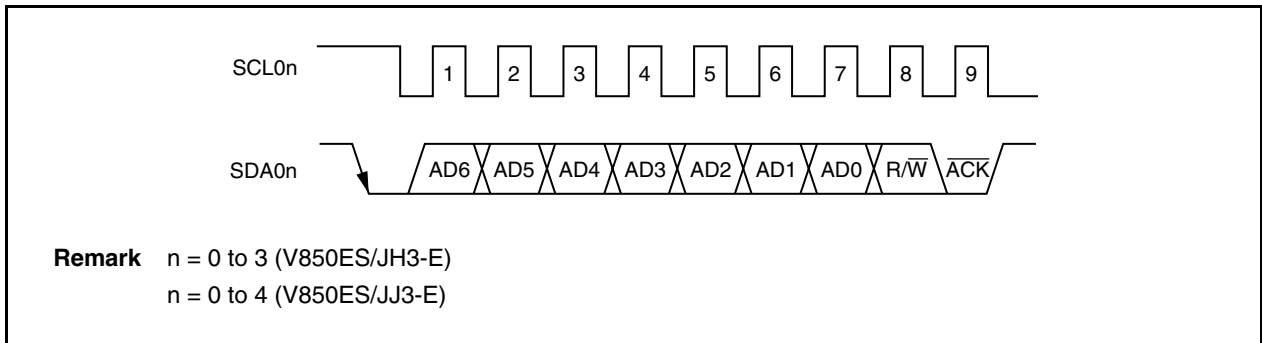 SCL0n
1 2 3 4 5 6 7 8 9
SDA0n
AD6 AD5 AD4 AD3 AD2 AD1 AD0 R/W̅ A̅C̅K̅
Remark n = 0 to 3 (V850ES/JH3-E)
n = 0 to 4 (V850ES/JJ3-E)